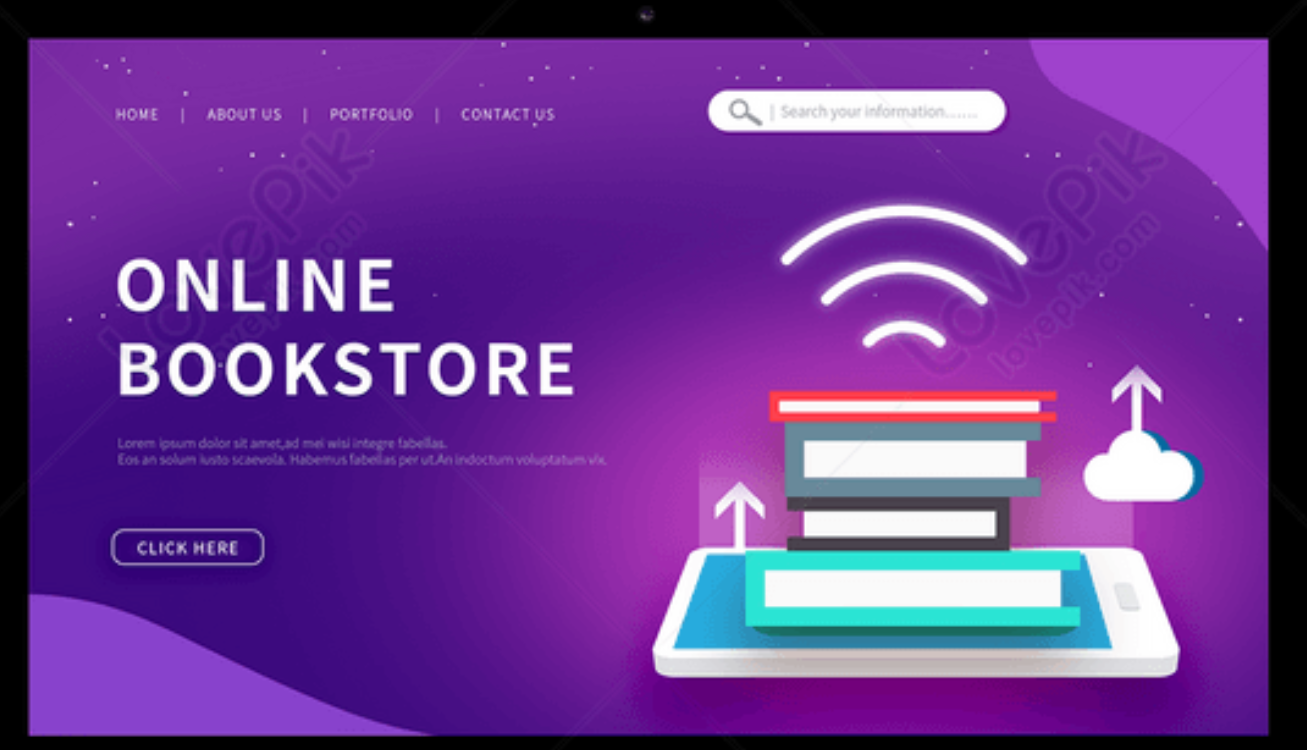 HOME | ABOUT US | PORTFOLIO | CONTACT US
Search your information.......
ONLINE
BOOKSTORE
Lorem ipsum dolor sit amet,ad mei wisi integre fabellas.
Eos an solum iusto scaevola. Habemus fabellas per ut.An indoctum voluptatum vix.
CLICK HERE
LovePik
lovepik.com
LovePik
lovepik.com